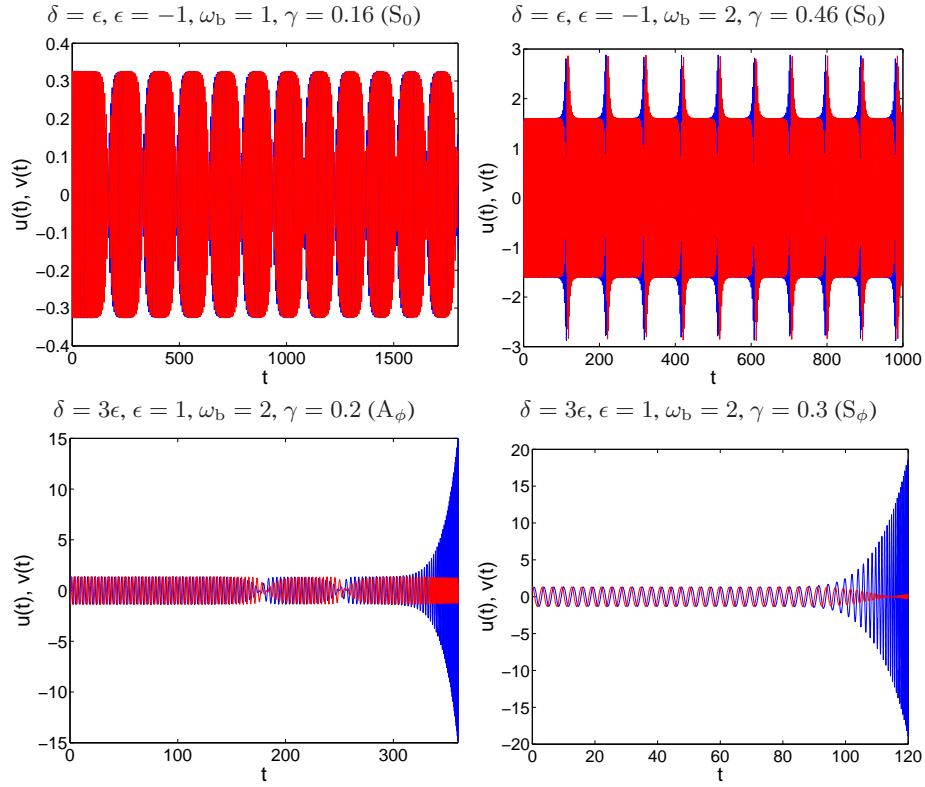 δ = ϵ, ϵ = −1, ω_b = 1, γ = 0.16 (S_0)
0.4
0.3
0.2
0.1
0
−0.1
−0.2
−0.3
−0.4
u(t), v(t)
0 500 1000 1500
t
δ = ϵ, ϵ = −1, ω_b = 2, γ = 0.46 (S_0)
3
2
1
0
−1
−2
−3
u(t), v(t)
0 200 400 600 800 1000
t
δ = 3ϵ, ϵ = 1, ω_b = 2, γ = 0.2 (A_ϕ)
15
10
5
0
−5
−10
−15
u(t), v(t)
0 100 200 300
t
δ = 3ϵ, ϵ = 1, ω_b = 2, γ = 0.3 (S_ϕ)
20
15
10
5
0
−5
−10
−15
−20
u(t), v(t)
0 20 40 60 80 100 120
t